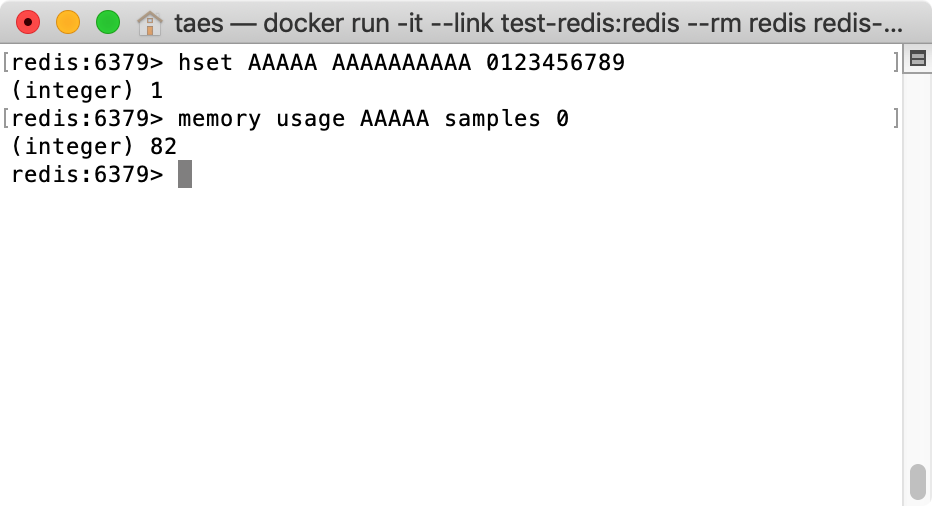 taes — docker run -it --link test-redis:redis --rm redis redis-...
[redis:6379> hset AAAAA AAAAAAAAAA 0123456789 ]
(integer) 1
[redis:6379> memory usage AAAAA samples 0 ]
(integer) 82
redis:6379>